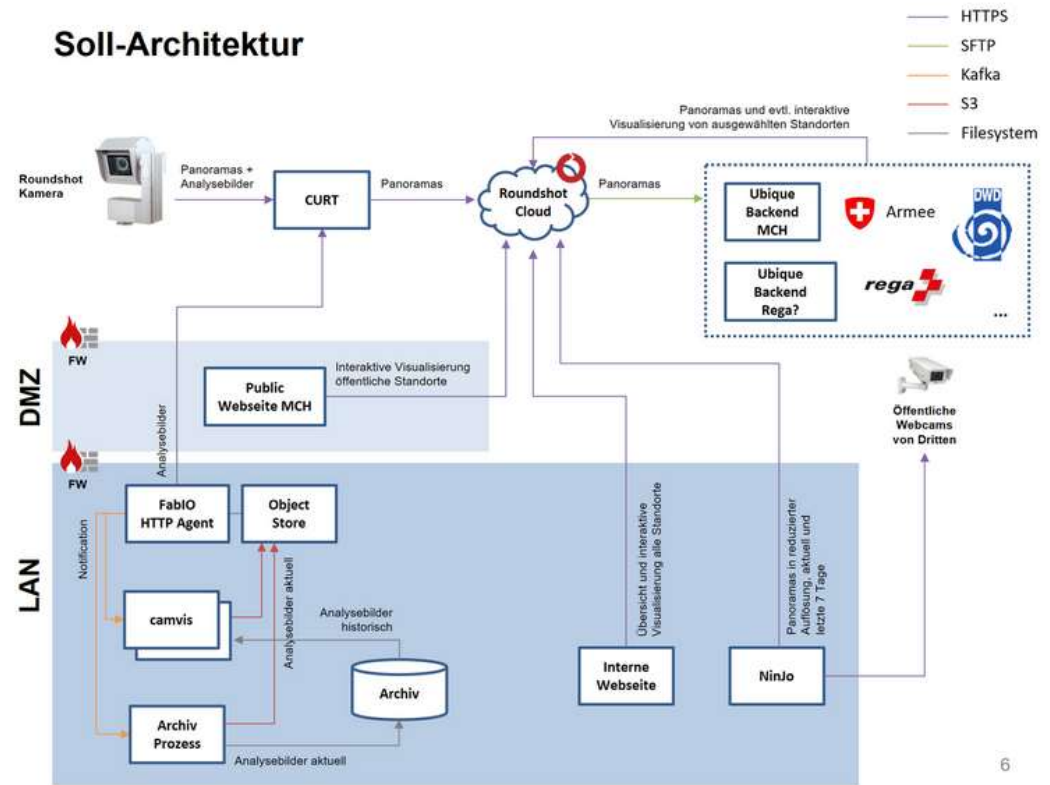 Soll-Architektur
HTTPS
SFTP
Kafka
S3
Filesystem
Panoramas und evtl. interaktive
Visualisierung von ausgewählten Standorten
Roundshot
Kamera
Panoramas +
Analysebilder
CURT
Panoramas
Roundshot
Cloud
Panoramas
Ubique
Backend
MCH
Armee
DWD
Ubique
Backend
Rega?
rega
...
FW
DMZ
Public
Webseite MCH
Interaktive Visualisierung
öffentliche Standorte
Analysebilder
Öffentliche
Webcams
von Dritten
FW
LAN
FabIO
HTTP Agent
Object
Store
Notification
camvis
Analysebilder aktuell
Analysebilder
historisch
Archiv
Archiv
Prozess
Analysebilder aktuell
Übersicht und interaktive
Visualisierung alle Standorte
Interne
Webseite
Panoramas in reduzierter
Auflösung, aktuell und
letzte 7 Tage
NinJo
6